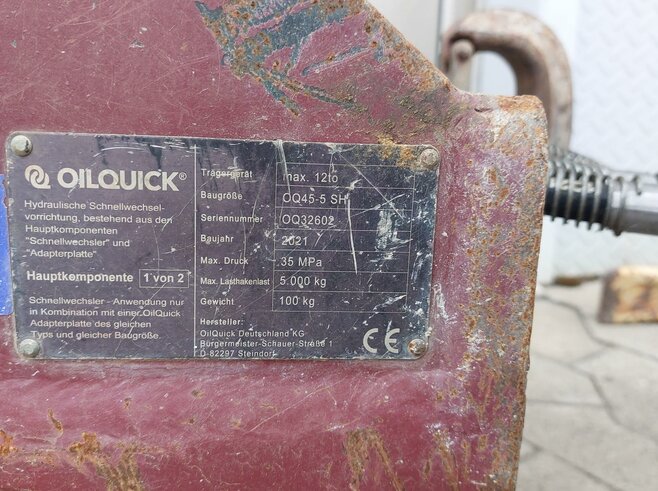 OILQUICK®
Hydraulische Schnellwechsel-
vorrichtung, bestehend aus den
Hauptkomponenten
"Schnellwechsler" und
"Adapterplatte"
Hauptkomponente 1 von 2
Schnellwechsler - Anwendung nur
in Kombination mit einer OilQuick
Adapterplatte des gleichen
Typs und gleicher Baugröße.
Trägergerät max. 12to
Baugröße OQ45-5 SH
Seriennummer OQ32602
Baujahr 2021
Max. Druck 35 MPa
Max. Lasthakenlast 5.000 kg
Gewicht 100 kg
Hersteller:
OilQuick Deutschland KG
Bürgermeister-Schauer-Straße 1
D-82297 Steindorf
CE